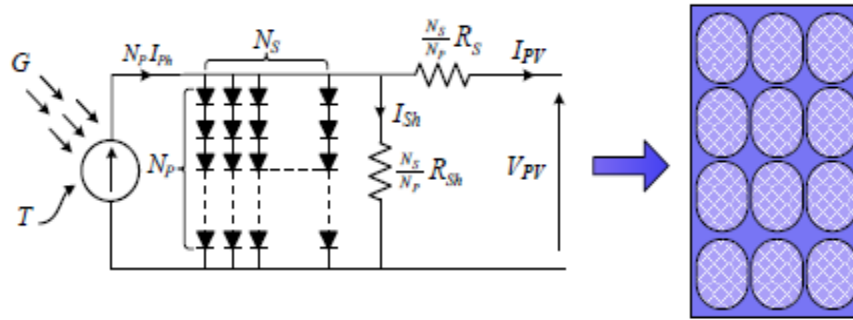 G
N_P I_Ph
N_S
N_S/N_P R_S
I_PV
I_Sh
N_P
N_S/N_P R_Sh
V_PV
T